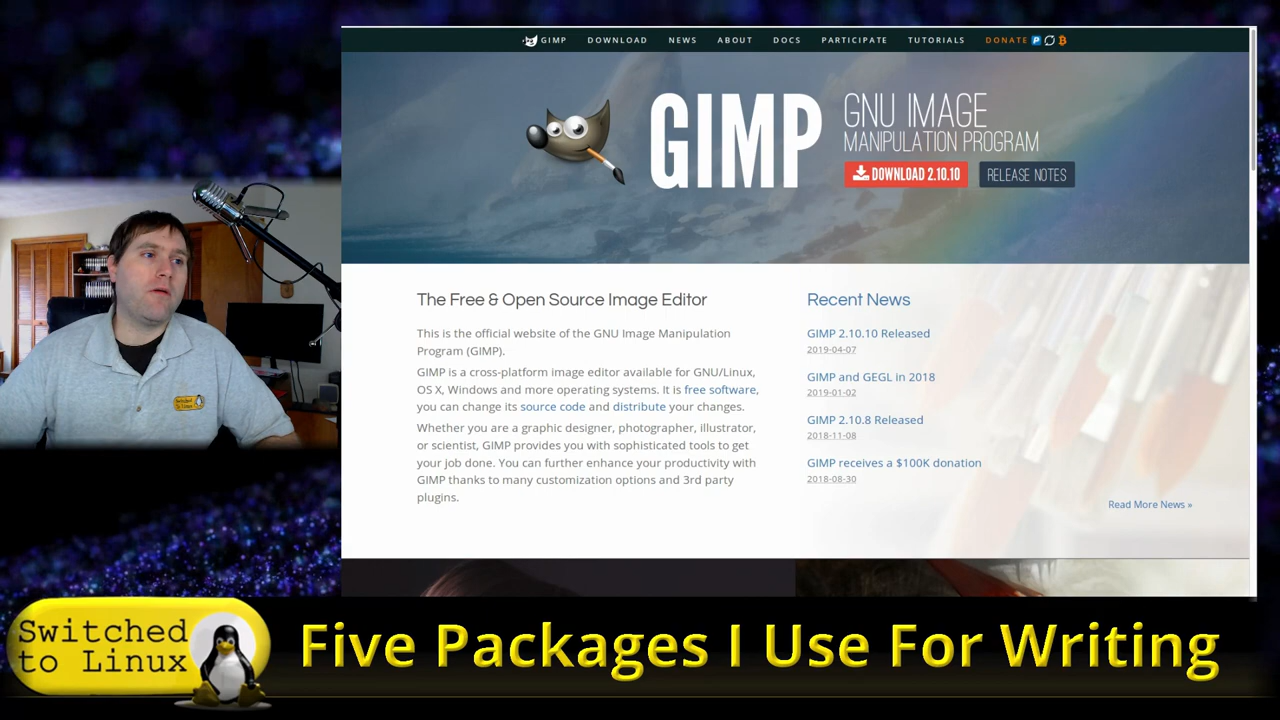 GIMP DOWNLOAD NEWS ABOUT DOCS PARTICIPATE TUTORIALS DONATE
GIMP
GNU IMAGE
MANIPULATION PROGRAM
DOWNLOAD 2.10.10
RELEASE NOTES
The Free & Open Source Image Editor
This is the official website of the GNU Image Manipulation
Program (GIMP).
GIMP is a cross-platform image editor available for GNU/Linux,
OS X, Windows and more operating systems. It is free software,
you can change its source code and distribute your changes.
Whether you are a graphic designer, photographer, illustrator,
or scientist, GIMP provides you with sophisticated tools to get
your job done. You can further enhance your productivity with
GIMP thanks to many customization options and 3rd party
plugins.
Recent News
GIMP 2.10.10 Released
2019-04-07
GIMP and GEGL in 2018
2019-01-02
GIMP 2.10.8 Released
2018-11-08
GIMP receives a $100K donation
2018-08-30
Read More News »
Switched
to Linux
Five Packages I Use For Writing